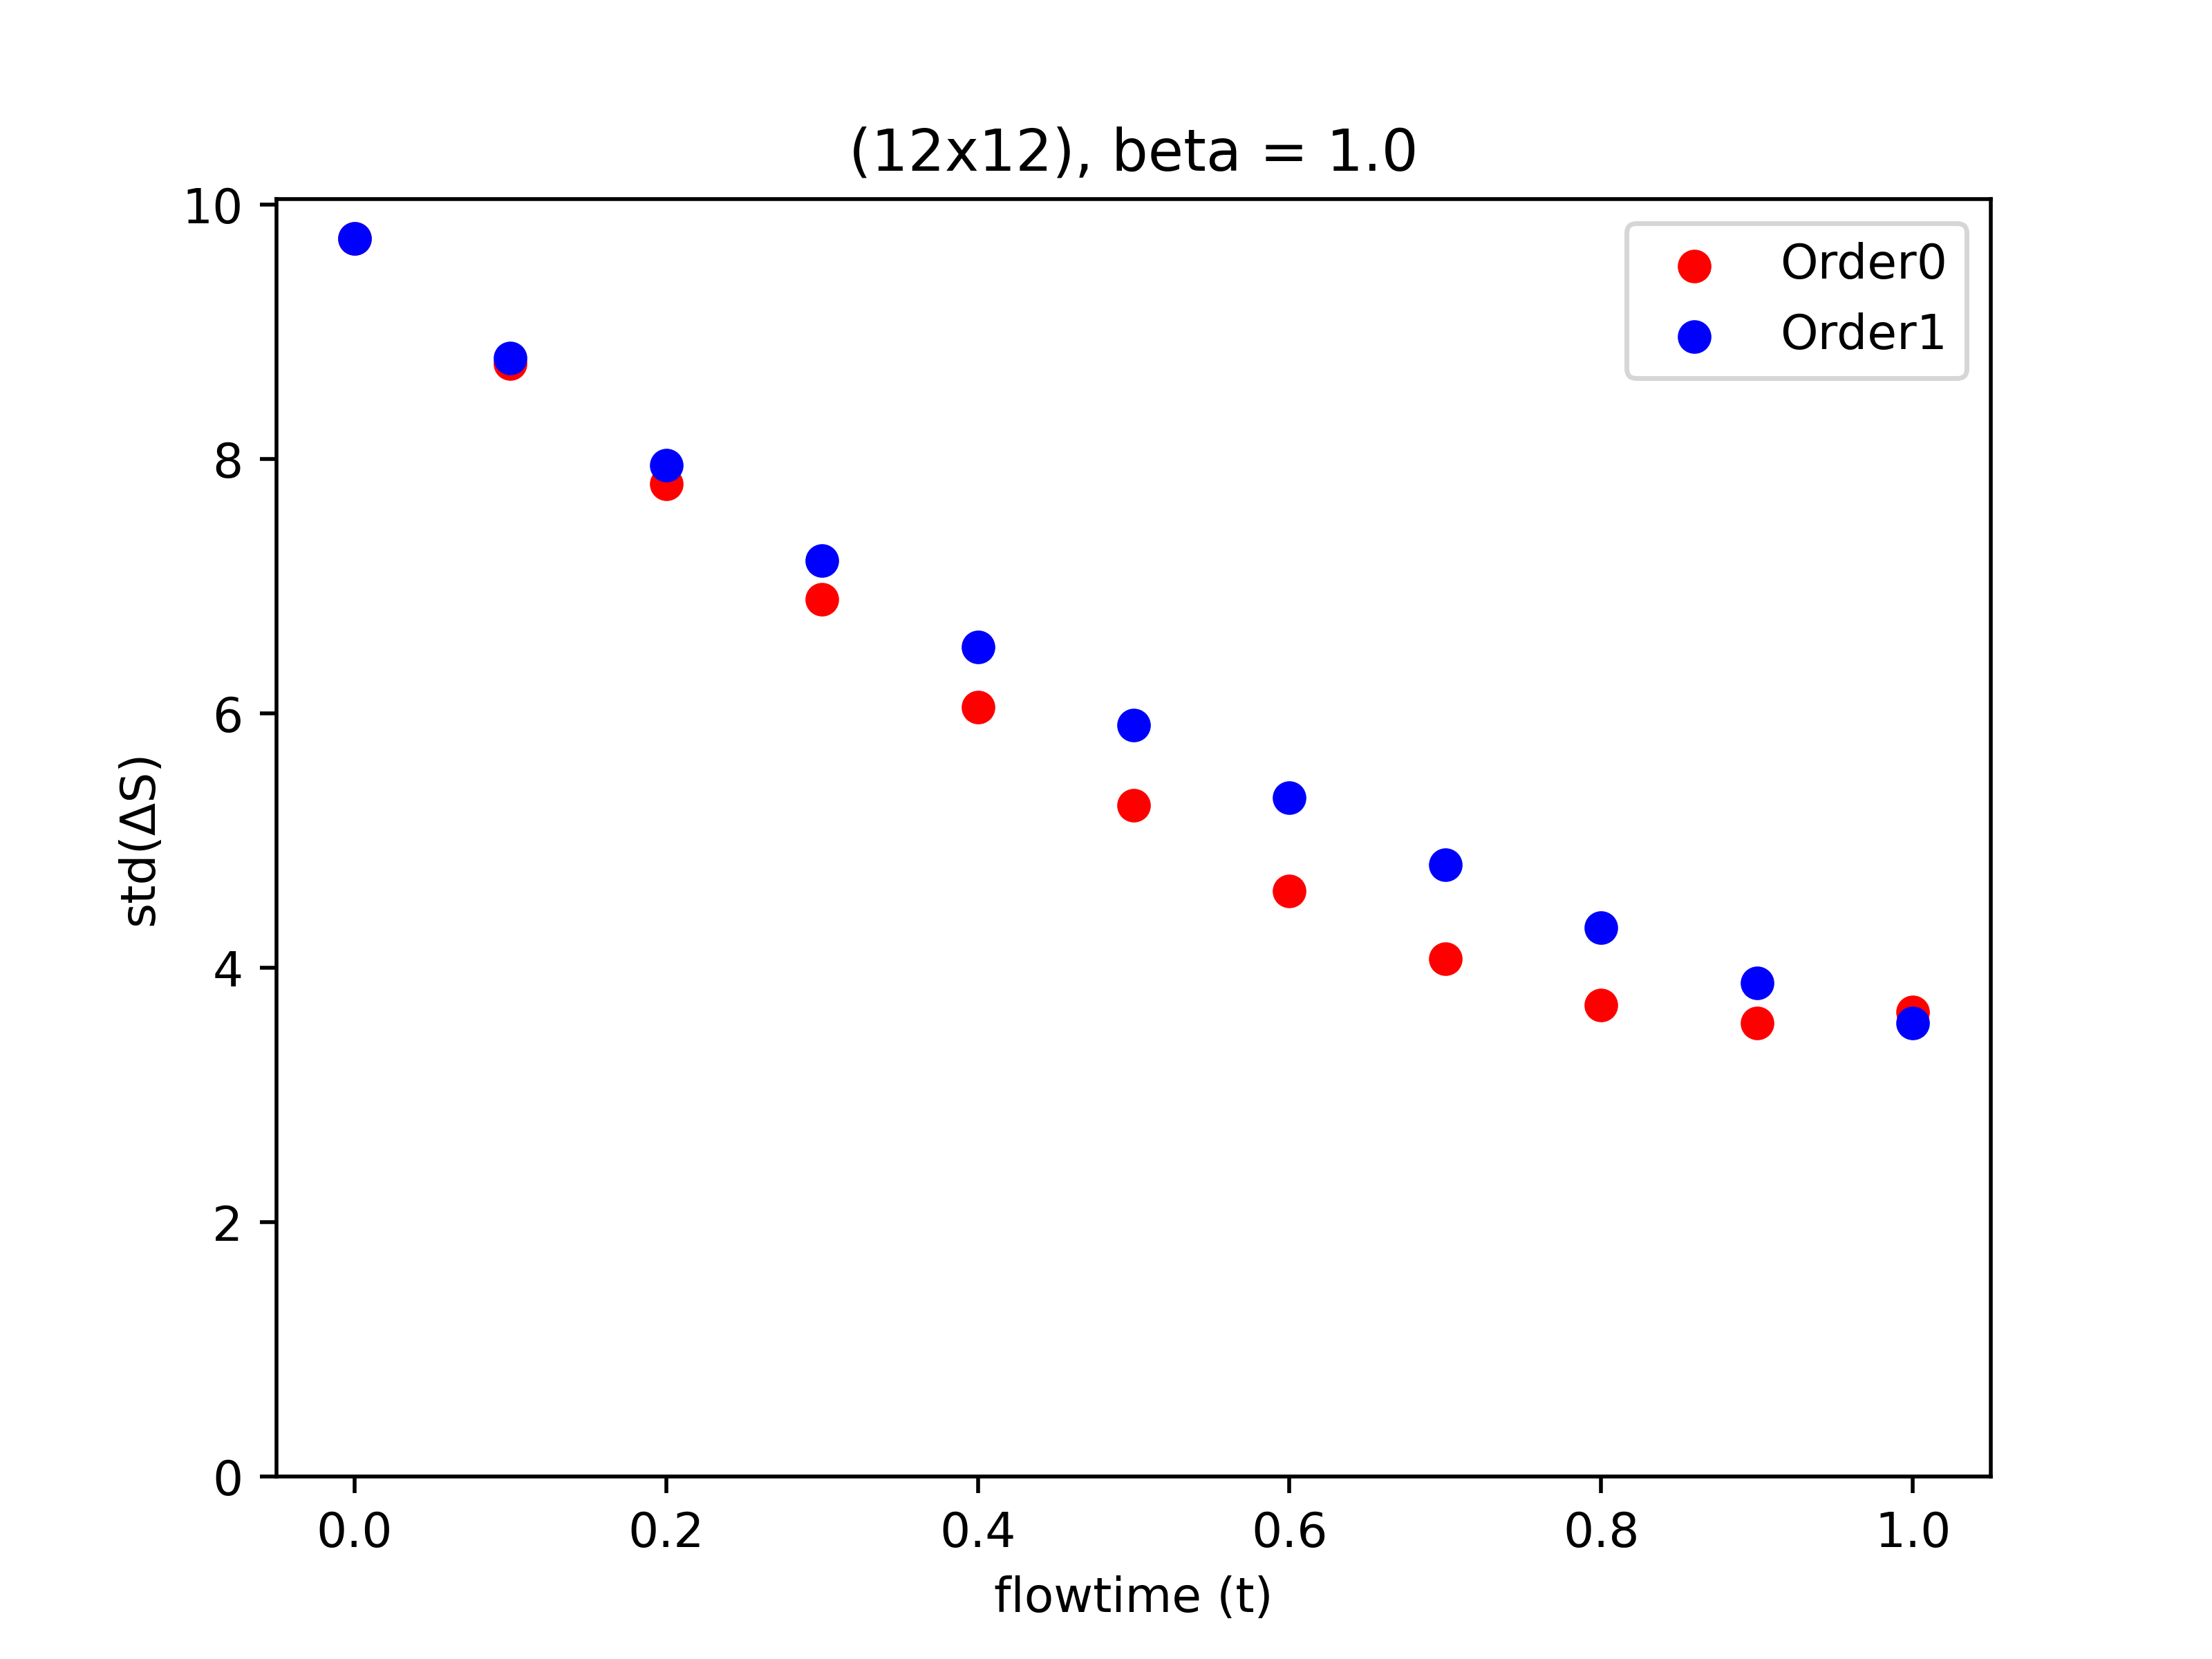 (12x12), beta = 1.0
Order0
Order1
std(ΔS)
10
8
6
4
2
0
0.0 0.2 0.4 0.6 0.8 1.0
flowtime (t)